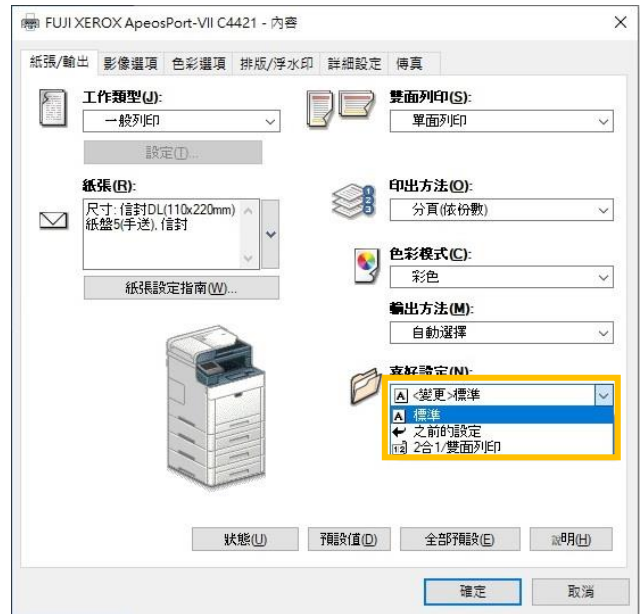 FUJI XEROX ApeosPort-VII C4421 - 內容
紙張/輸出 影像選項 色彩選項 排版/浮水印 詳細設定 傳真
工作類型(J):
一般列印
設定(T)...
紙張(R):
尺寸: 信封DL(110x220mm)
紙盤5(手送), 信封
紙張設定指南(W)...
雙面列印(S):
單面列印
印出方法(O):
分頁(依份數)
色彩模式(C):
彩色
輸出方法(M):
自動選擇
喜好設定(N):
<變更>標準
標準
之前的設定
2合1/雙面列印
狀態(U) 預設值(D) 全部預設(E) 說明(H)
確定 取消